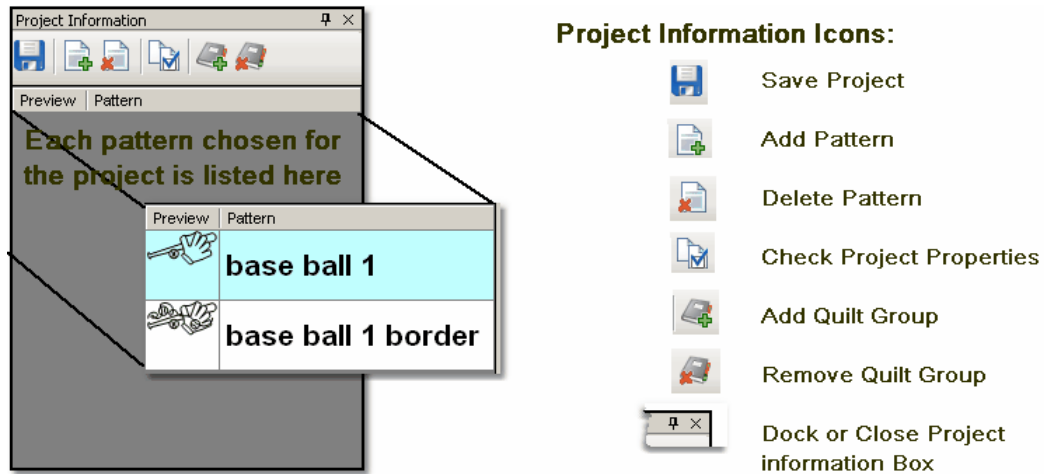 Project Information
Preview Pattern
Each pattern chosen for
the project is listed here
Preview Pattern
base ball 1
base ball 1 border
Project Information Icons:
Save Project
Add Pattern
Delete Pattern
Check Project Properties
Add Quilt Group
Remove Quilt Group
Dock or Close Project
information Box